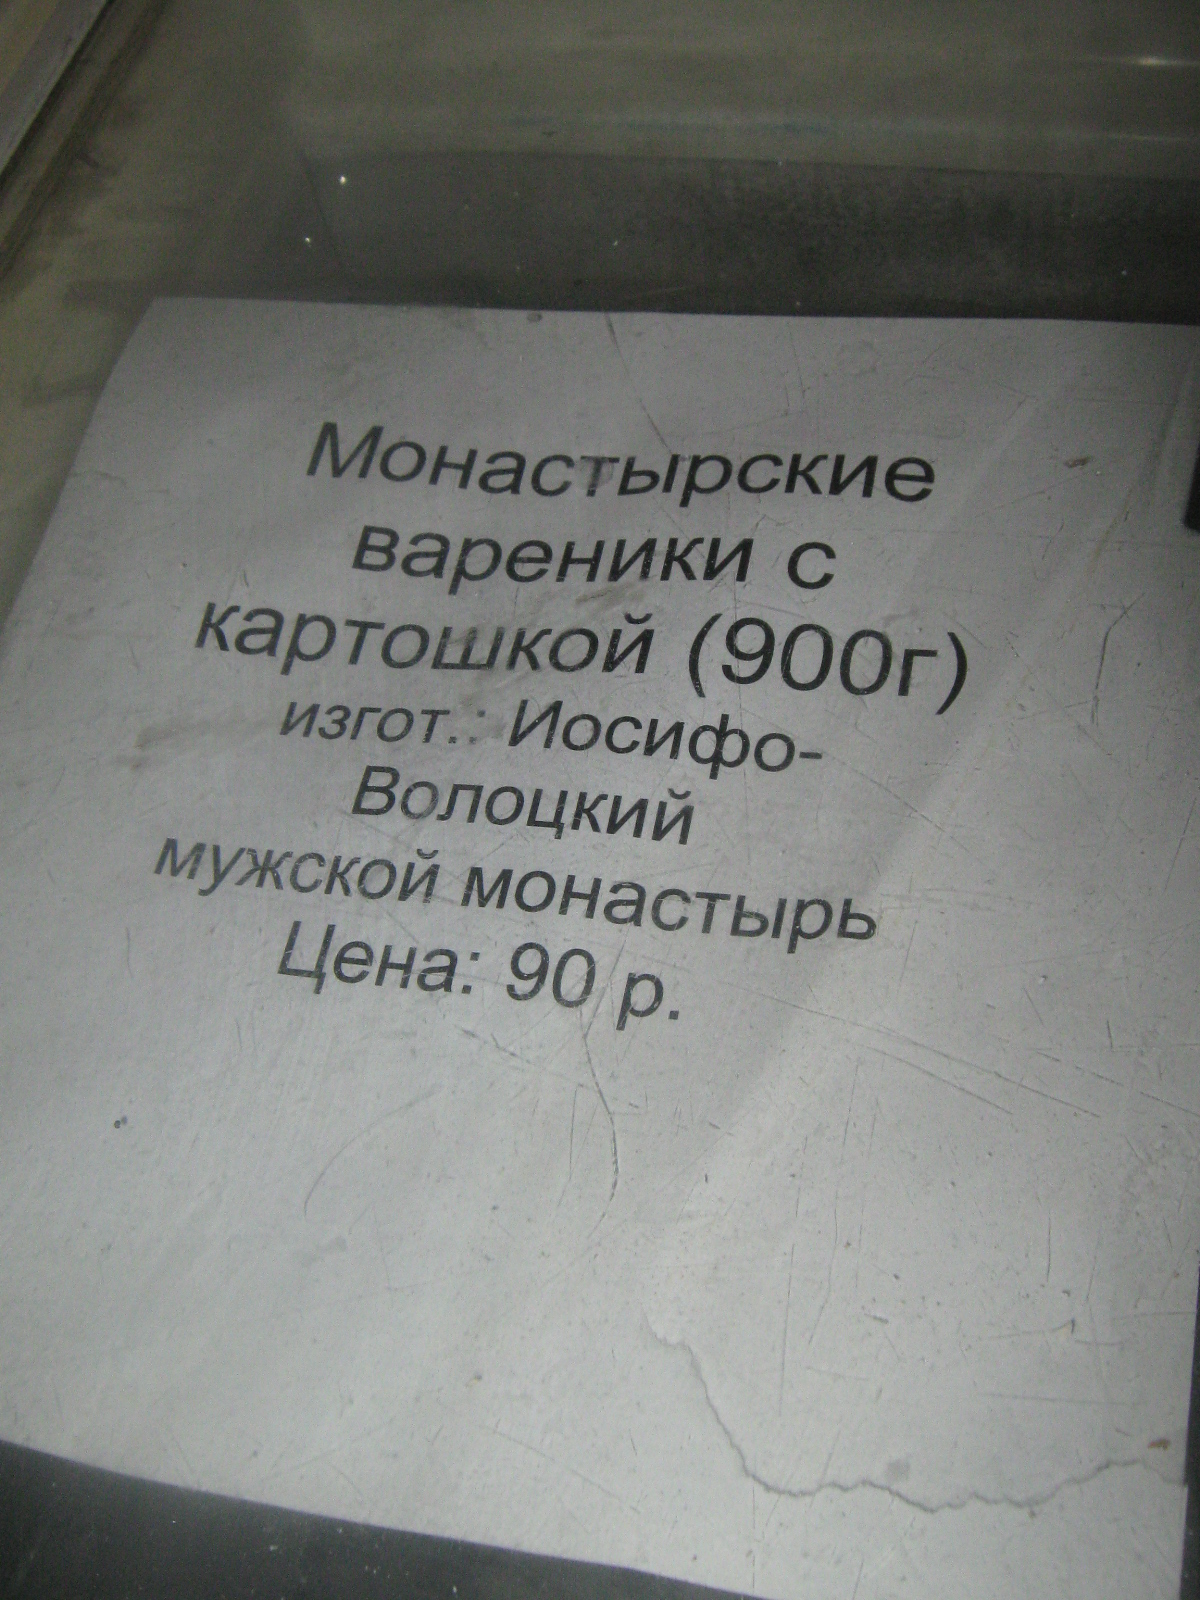 Монастырские
вареники с
картошкой (900г)
изгот.: Иосифо-
Волоцкий
мужской монастырь
Цена: 90 р.